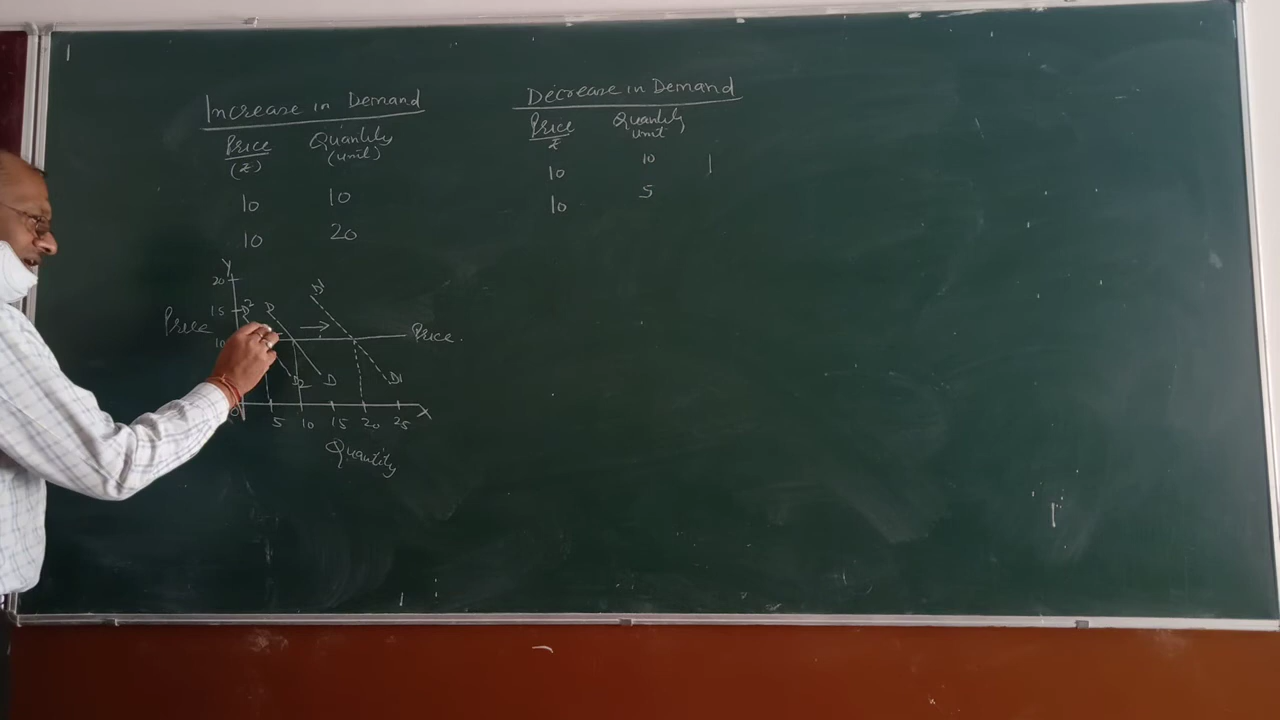 Increase in Demand
Price Quantity
(₹) (unit)
10 10
10 20
Decrease in Demand
Price Quantity
₹ unit
10 10
10 5
Y
20
15
10
Price
D2 D D1
Price.
D2 D D1
0 5 10 15 20 25 X
Quantity